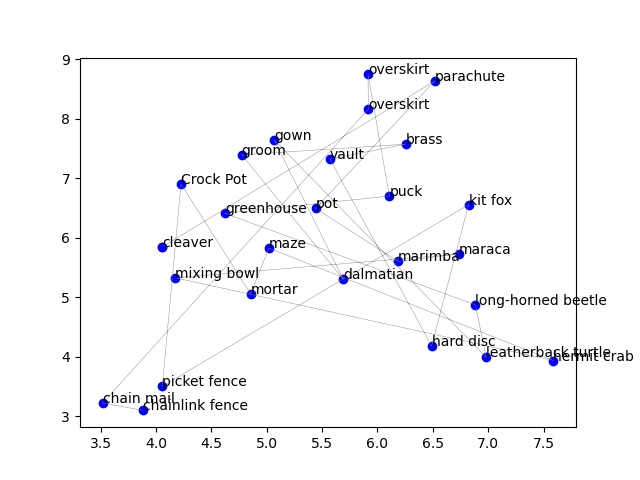 9
overskirt
parachute
overskirt
8
gown
brass
groom
vault
7
Crock Pot
puck
kit fox
greenhouse
pot
6
cleaver
maze
maraca
marimba
mixing bowl
dalmatian
5
mortar
long-horned beetle
hard disc
4
leatherback turtle
hermit crab
picket fence
chain mail
chainlink fence
3
3.5 4.0 4.5 5.0 5.5 6.0 6.5 7.0 7.5